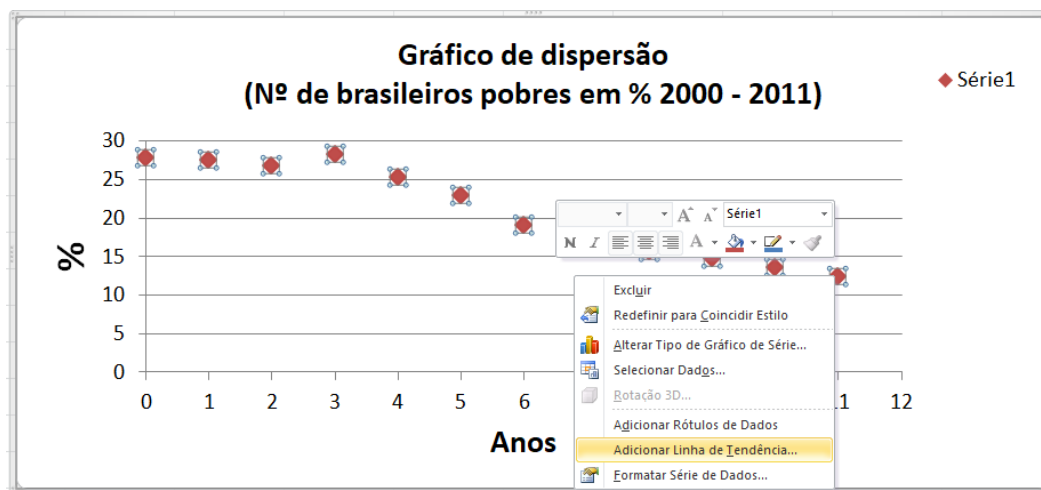 Gráfico de dispersão
(Nº de brasileiros pobres em % 2000 - 2011)
Série1
30
25
20
15
10
5
0
%
0 1 2 3 4 5 6 11 12
Anos
A A Série1
N I A
Excluir
Redefinir para Coincidir Estilo
Alterar Tipo de Gráfico de Série...
Selecionar Dados...
Rotação 3D...
Adicionar Rótulos de Dados
Adicionar Linha de Tendência...
Formatar Série de Dados...